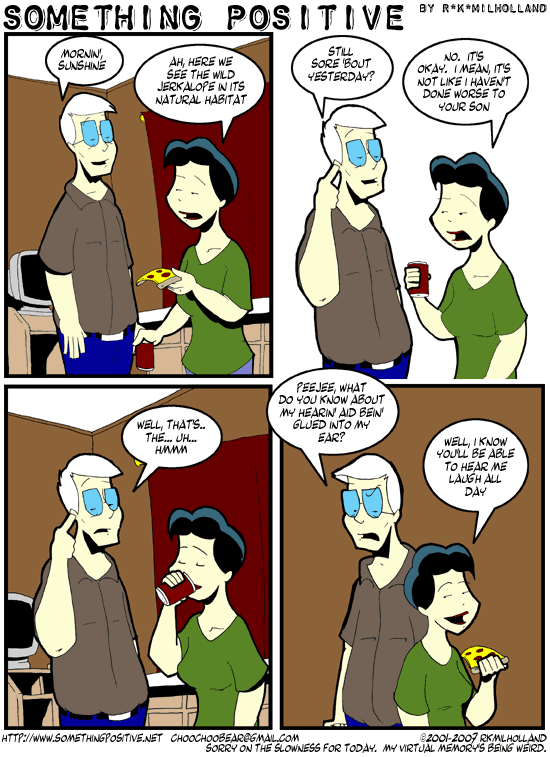 SOMETHING POSITIVE BY R*K*MILHOLLAND
MORNIN',
SUNSHINE
AH, HERE WE
SEE THE WILD
JERKALOPE IN ITS
NATURAL HABITAT
STILL
SORE 'BOUT
YESTERDAY?
NO. IT'S
OKAY. I MEAN, IT'S
NOT LIKE I HAVEN'T
DONE WORSE TO
YOUR SON
WELL, THAT'S..
THE... UH...
HMMM
PEEJEE, WHAT
DO YOU KNOW ABOUT
MY HEARIN' AID BEIN'
GLUED INTO MY
EAR?
WELL, I KNOW
YOU'LL BE ABLE
TO HEAR ME
LAUGH ALL
DAY
HTTP://WWW.SOMETHINGPOSITIVE.NET CHOOCHOOBEAR@GMAIL.COM ©2001-2007 RKMILHOLLAND
SORRY ON THE SLOWNESS FOR TODAY. MY VIRTUAL MEMORY'S BEING WEIRD.